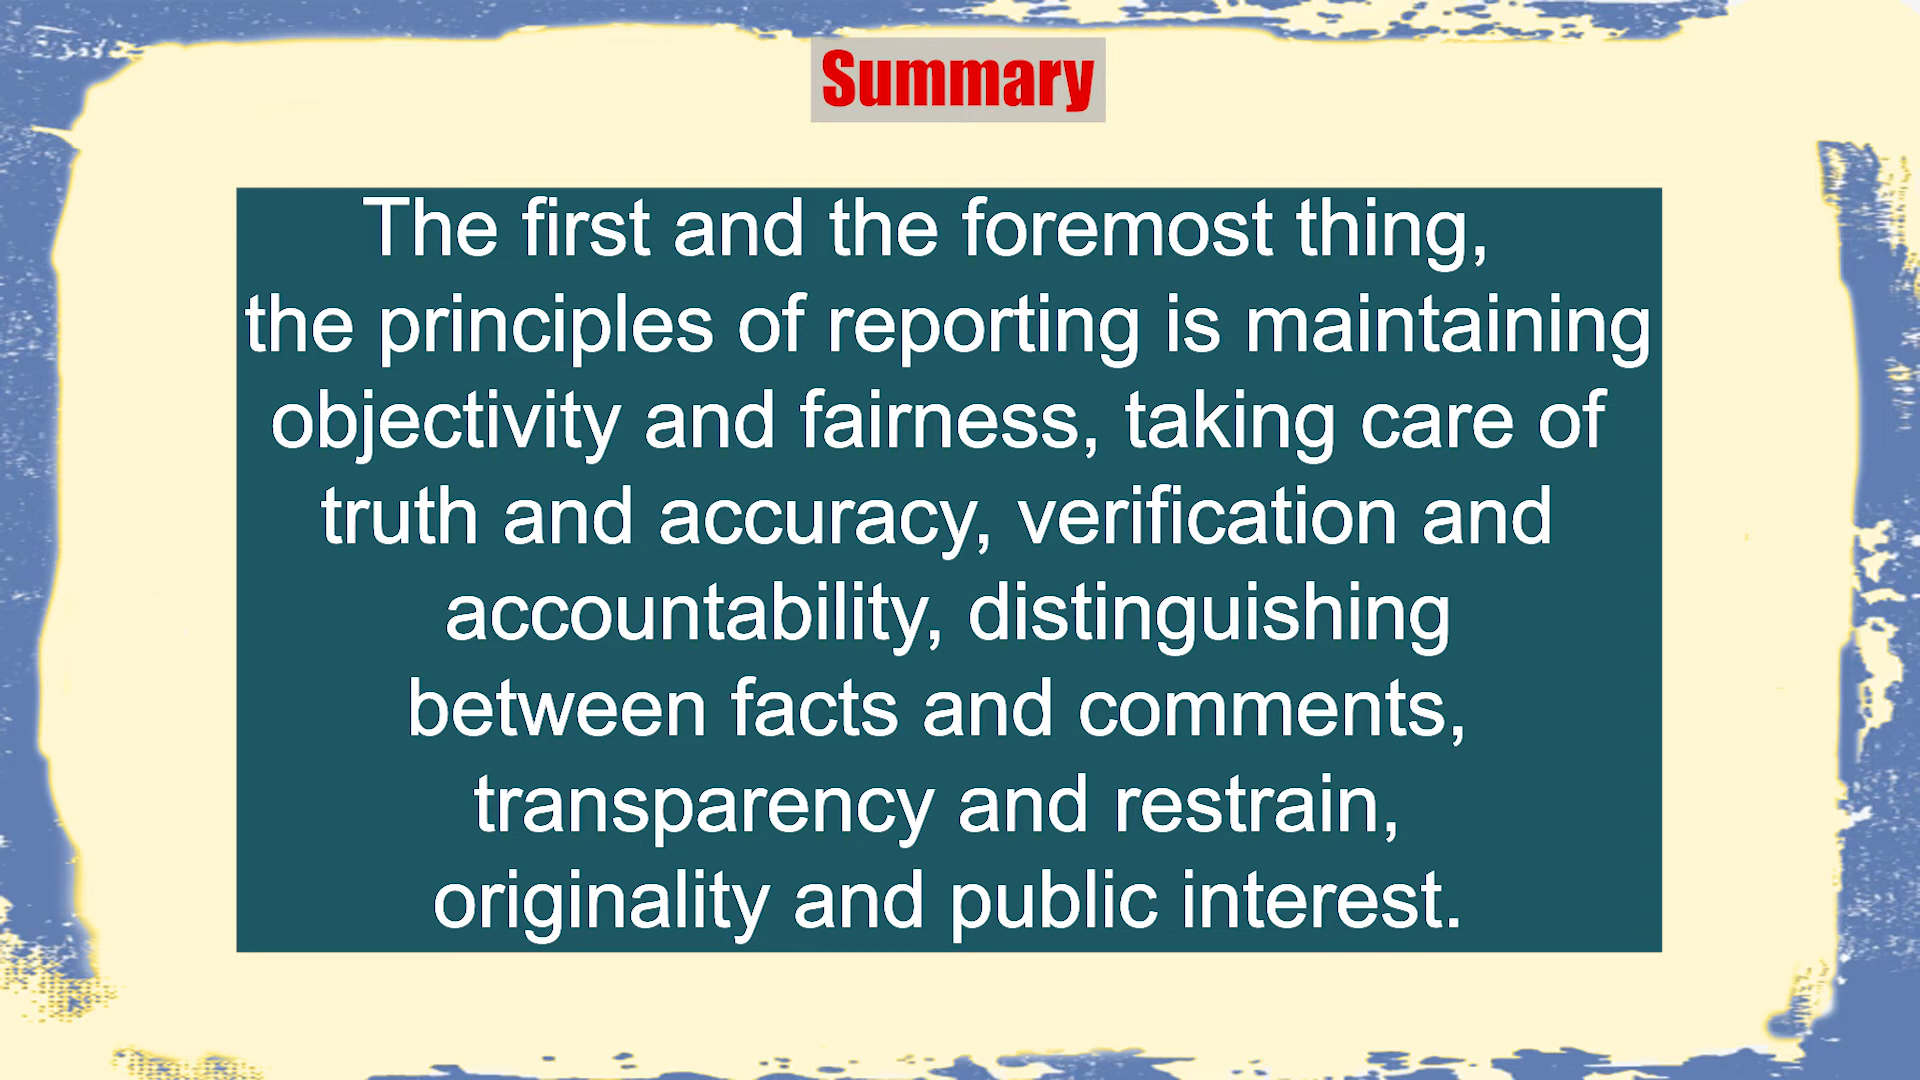 Summary
The first and the foremost thing,
the principles of reporting is maintaining
objectivity and fairness, taking care of
truth and accuracy, verification and
accountability, distinguishing
between facts and comments,
transparency and restrain,
originality and public interest.